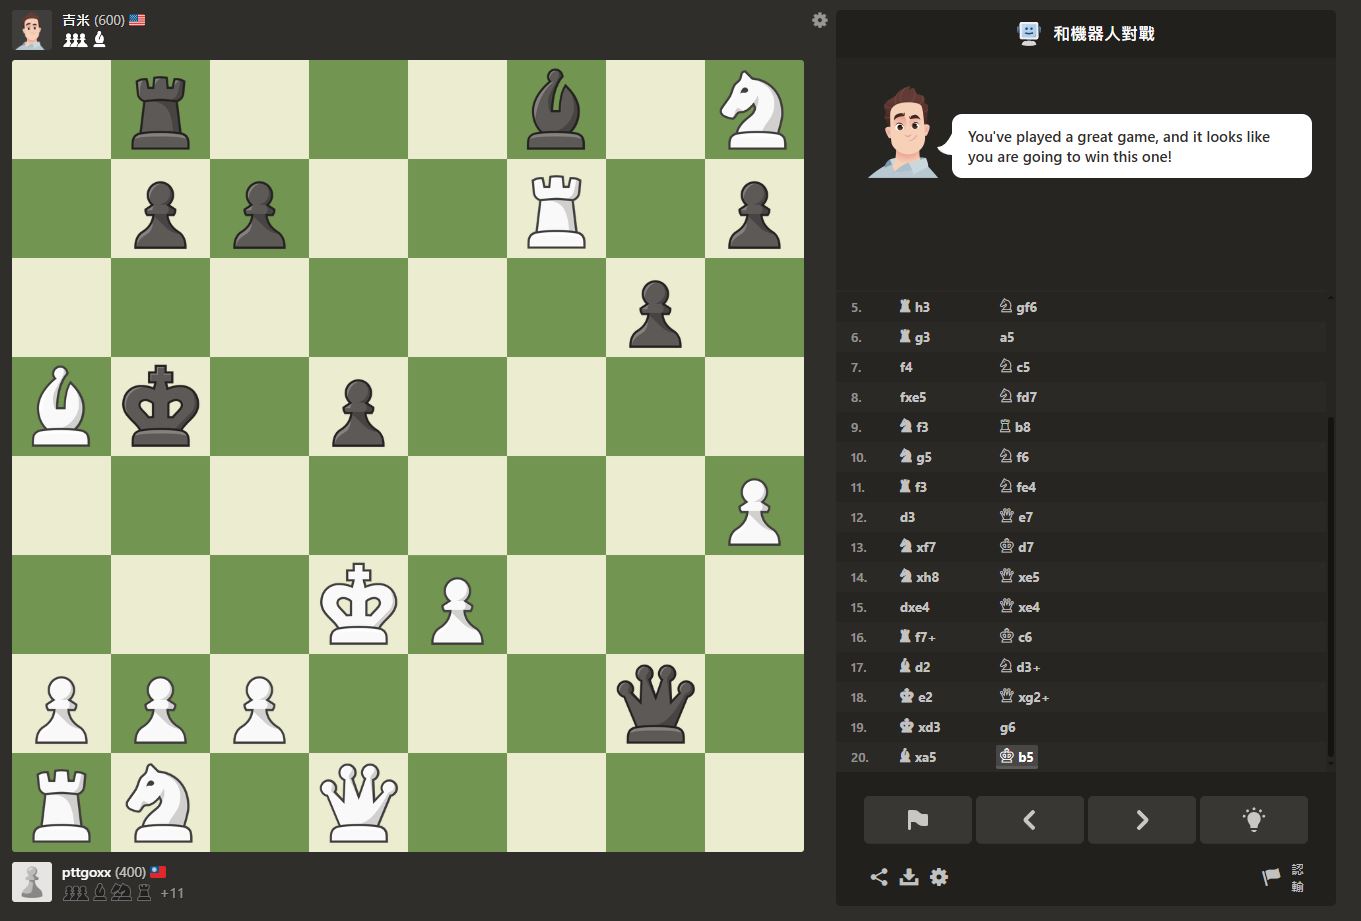 吉米 (600)
和機器人對戰
You've played a great game, and it looks like
you are going to win this one!
5. h3 gf6
6. g3 a5
7. f4 c5
8. fxe5 fd7
9. f3 b8
10. g5 f6
11. f3 fe4
12. d3 e7
13. xf7 d7
14. xh8 xe5
15. dxe4 xe4
16. f7+ c6
17. d2 d3+
18. e2 xg2+
19. xd3 g6
20. xa5 b5
pttgoxx (400)
+11
認
輸